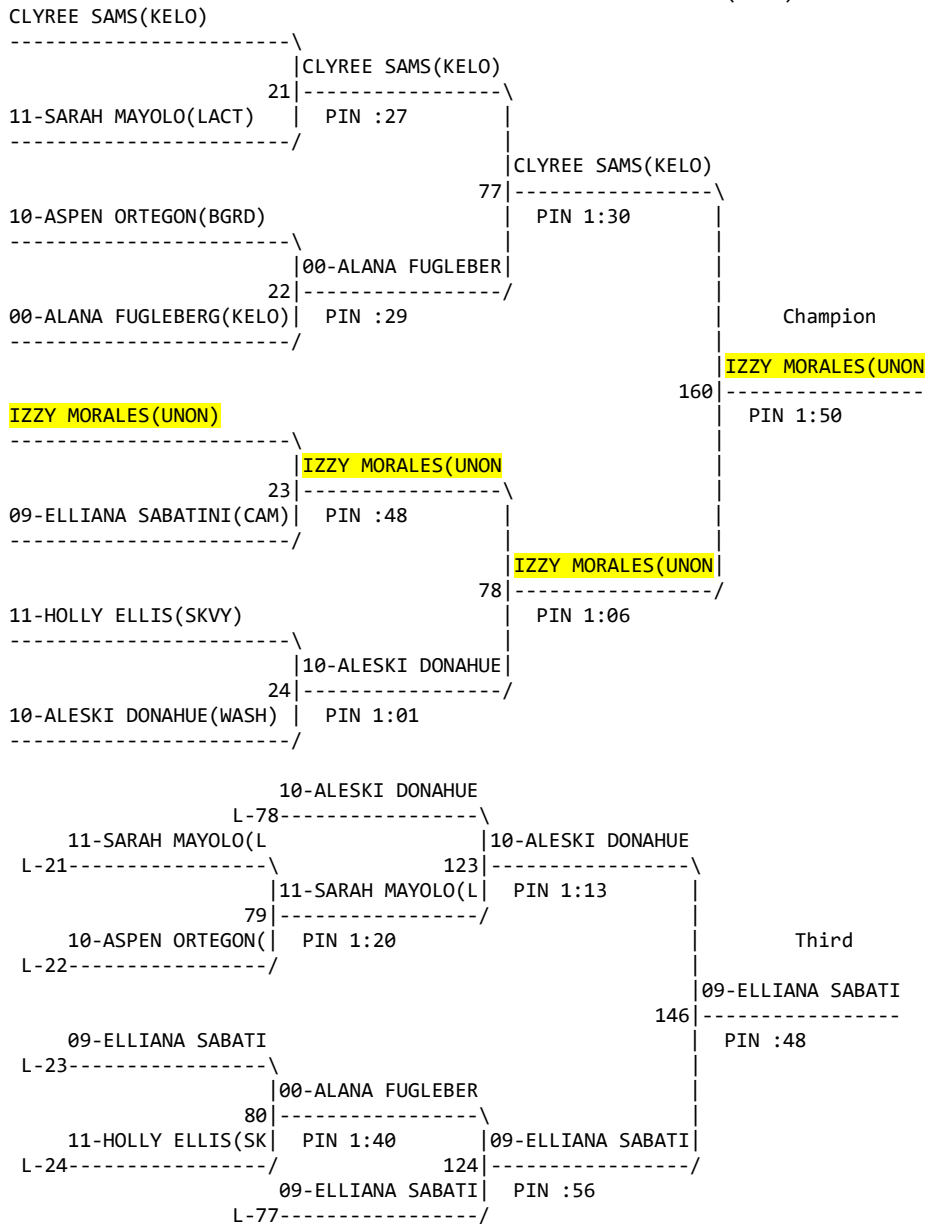 CLYREE SAMS(KELO)
CLYREE SAMS(KELO)
21
11-SARAH MAYOLO(LACT) PIN :27
CLYREE SAMS(KELO)
77
10-ASPEN ORTEGON(BGRD) PIN 1:30
00-ALANA FUGLEBER
22
00-ALANA FUGLEBERG(KELO) PIN :29 Champion
IZZY MORALES(UNON
160
IZZY MORALES(UNON) PIN 1:50
IZZY MORALES(UNON
23
09-ELLIANA SABATINI(CAM) PIN :48
IZZY MORALES(UNON
78
11-HOLLY ELLIS(SKVY) PIN 1:06
10-ALESKI DONAHUE
24
10-ALESKI DONAHUE(WASH) PIN 1:01
10-ALESKI DONAHUE
L-78
11-SARAH MAYOLO(L 10-ALESKI DONAHUE
L-21 123
11-SARAH MAYOLO(L PIN 1:13
79
10-ASPEN ORTEGON( PIN 1:20 Third
L-22
09-ELLIANA SABATI
146
09-ELLIANA SABATI PIN :48
L-23
00-ALANA FUGLEBER
80
11-HOLLY ELLIS(SK PIN 1:40 09-ELLIANA SABATI
L-24 124
09-ELLIANA SABATI PIN :56
L-77